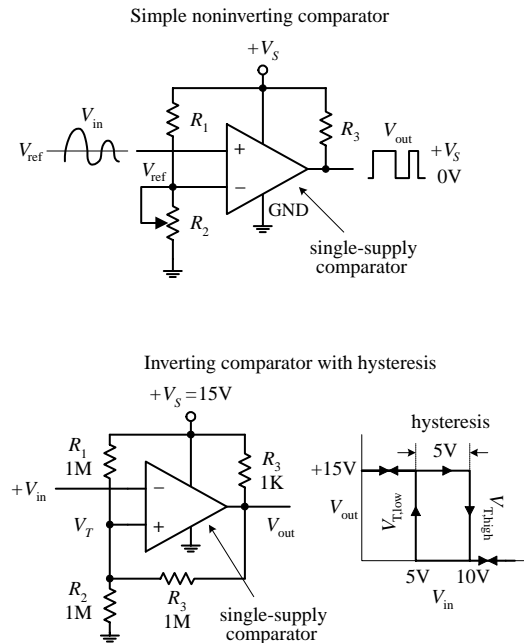 Simple noninverting comparator
+V_S
R_1
R_3
V_in
V_ref
V_ref
+
−
R_2
GND
V_out
+V_S
0V
single-supply
comparator
Inverting comparator with hysteresis
+V_S = 15V
R_1
1M
R_3
1K
+V_in
−
V_T
+
V_out
R_2
1M
R_3
1M
single-supply
comparator
hysteresis
5V
+15V
V_out
V_T,low
V_T,high
5V
10V
V_in